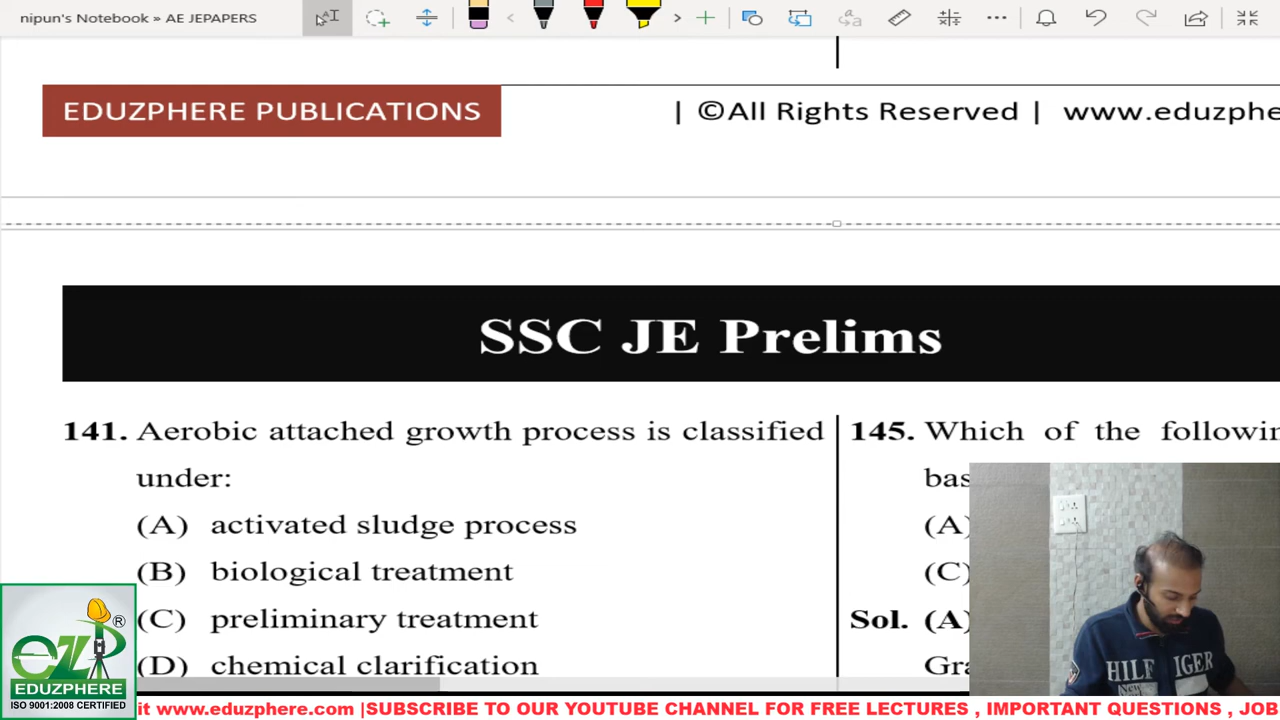 nipun's Notebook » AE JEPAPERS
EDUZPHERE PUBLICATIONS
| ©All Rights Reserved | www.eduzphe
SSC JE Prelims
141. Aerobic attached growth process is classified
under:
(A) activated sludge process
(B) biological treatment
(C) preliminary treatment
(D) chemical clarification
145. Which of the followin
bas
(A)
(C)
Sol. (A)
Gra
HILF IGER
EZP ®
EDUZPHERE
ISO 9001:2008 CERTIFIED
it www.eduzphere.com |SUBSCRIBE TO OUR YOUTUBE CHANNEL FOR FREE LECTURES , IMPORTANT QUESTIONS , JOB